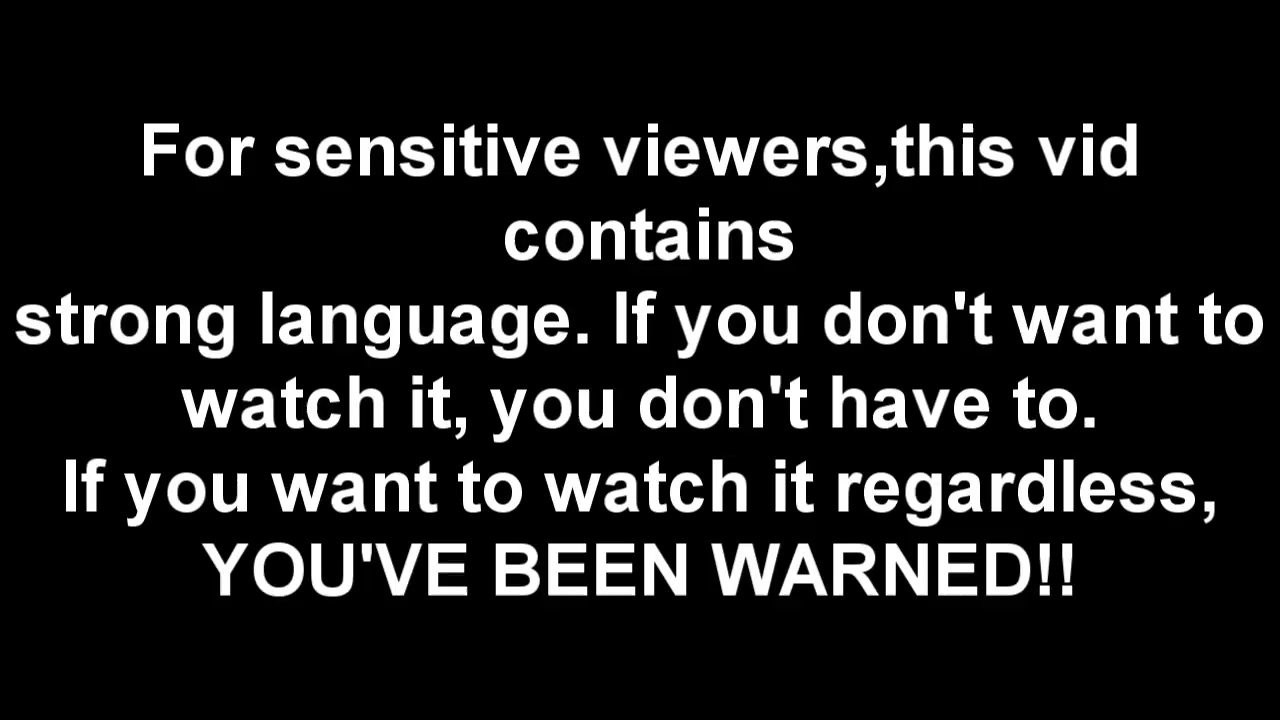 For sensitive viewers,this vid
contains
strong language. If you don't want to
watch it, you don't have to.
If you want to watch it regardless,
YOU'VE BEEN WARNED!!